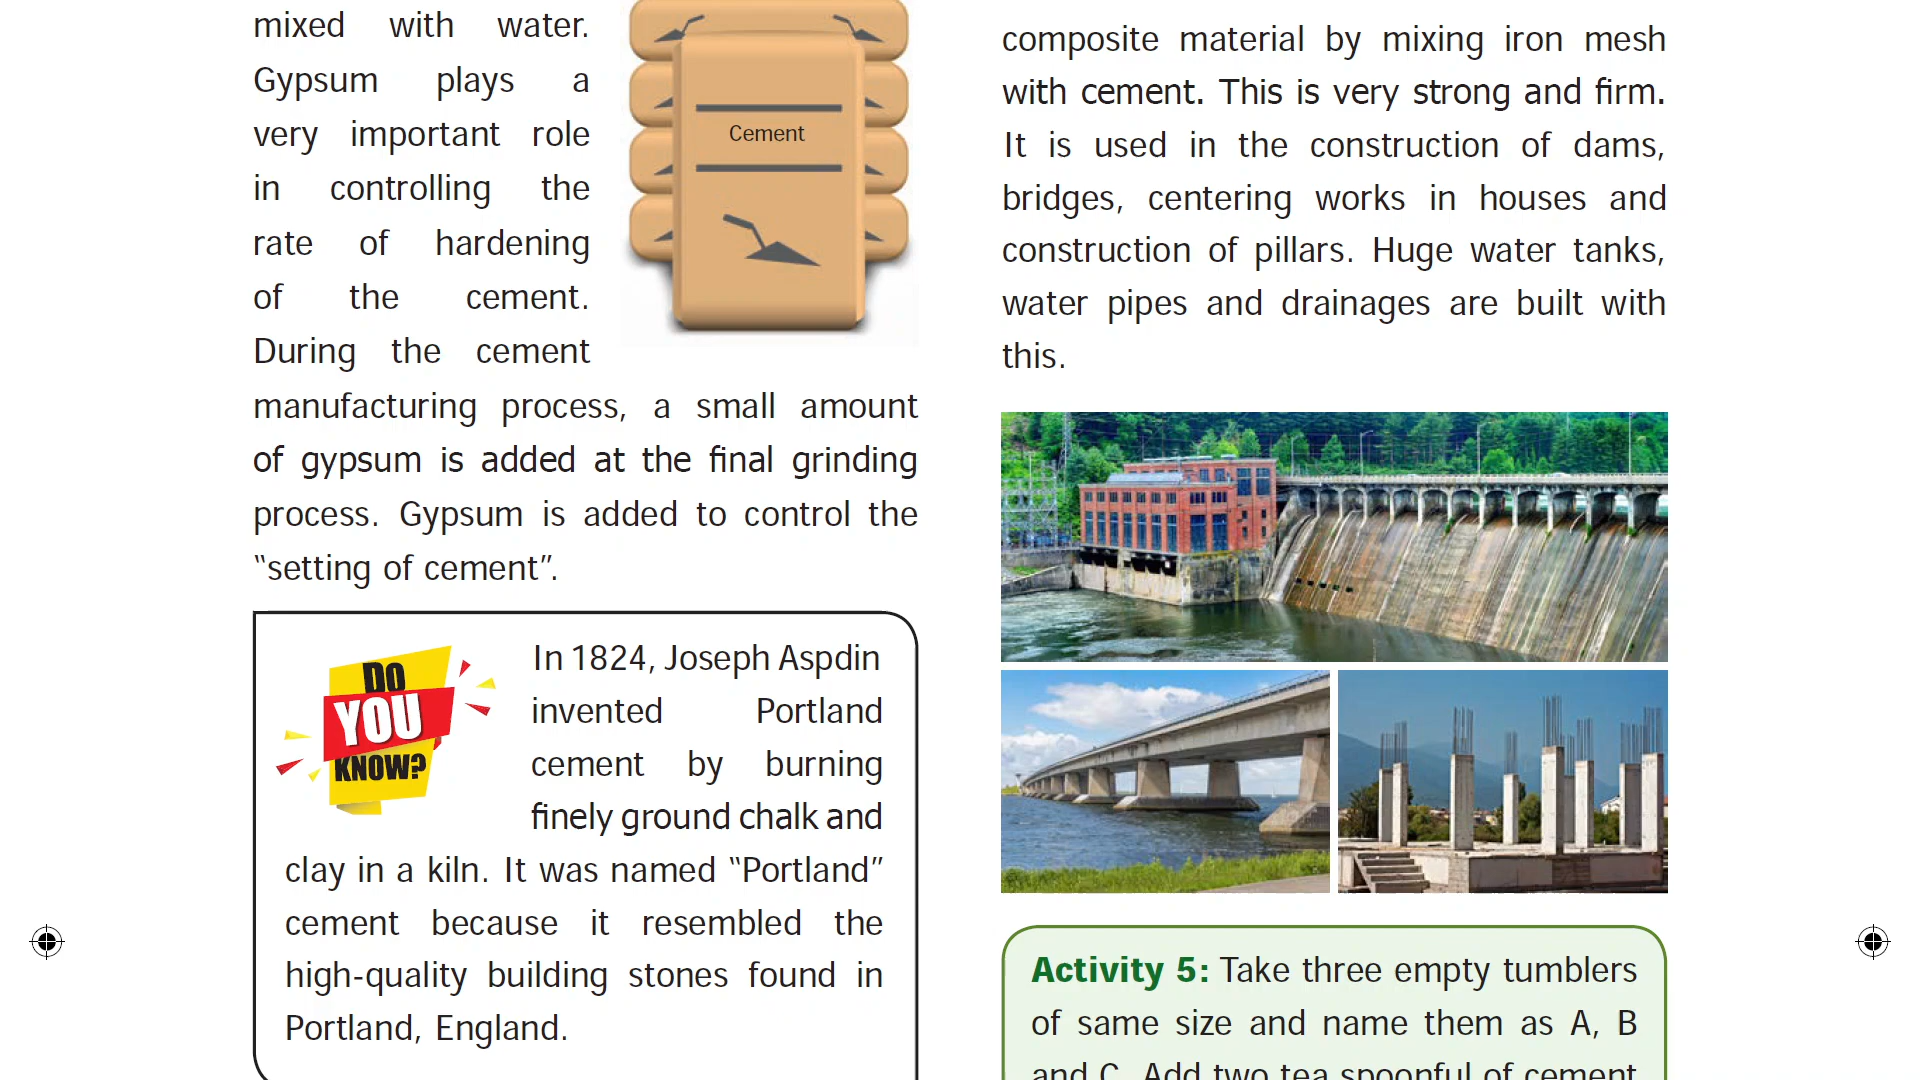 mixed with water.
Gypsum plays a
very important role
in controlling the
rate of hardening
of the cement.
During the cement
manufacturing process, a small amount
of gypsum is added at the final grinding
process. Gypsum is added to control the
“setting of cement”.
Cement
DO
YOU
KNOW?
In 1824, Joseph Aspdin
invented Portland
cement by burning
finely ground chalk and
clay in a kiln. It was named “Portland”
cement because it resembled the
high-quality building stones found in
Portland, England.
composite material by mixing iron mesh
with cement. This is very strong and firm.
It is used in the construction of dams,
bridges, centering works in houses and
construction of pillars. Huge water tanks,
water pipes and drainages are built with
this.
Activity 5: Take three empty tumblers
of same size and name them as A, B
and C. Add two tea spoonful of cement